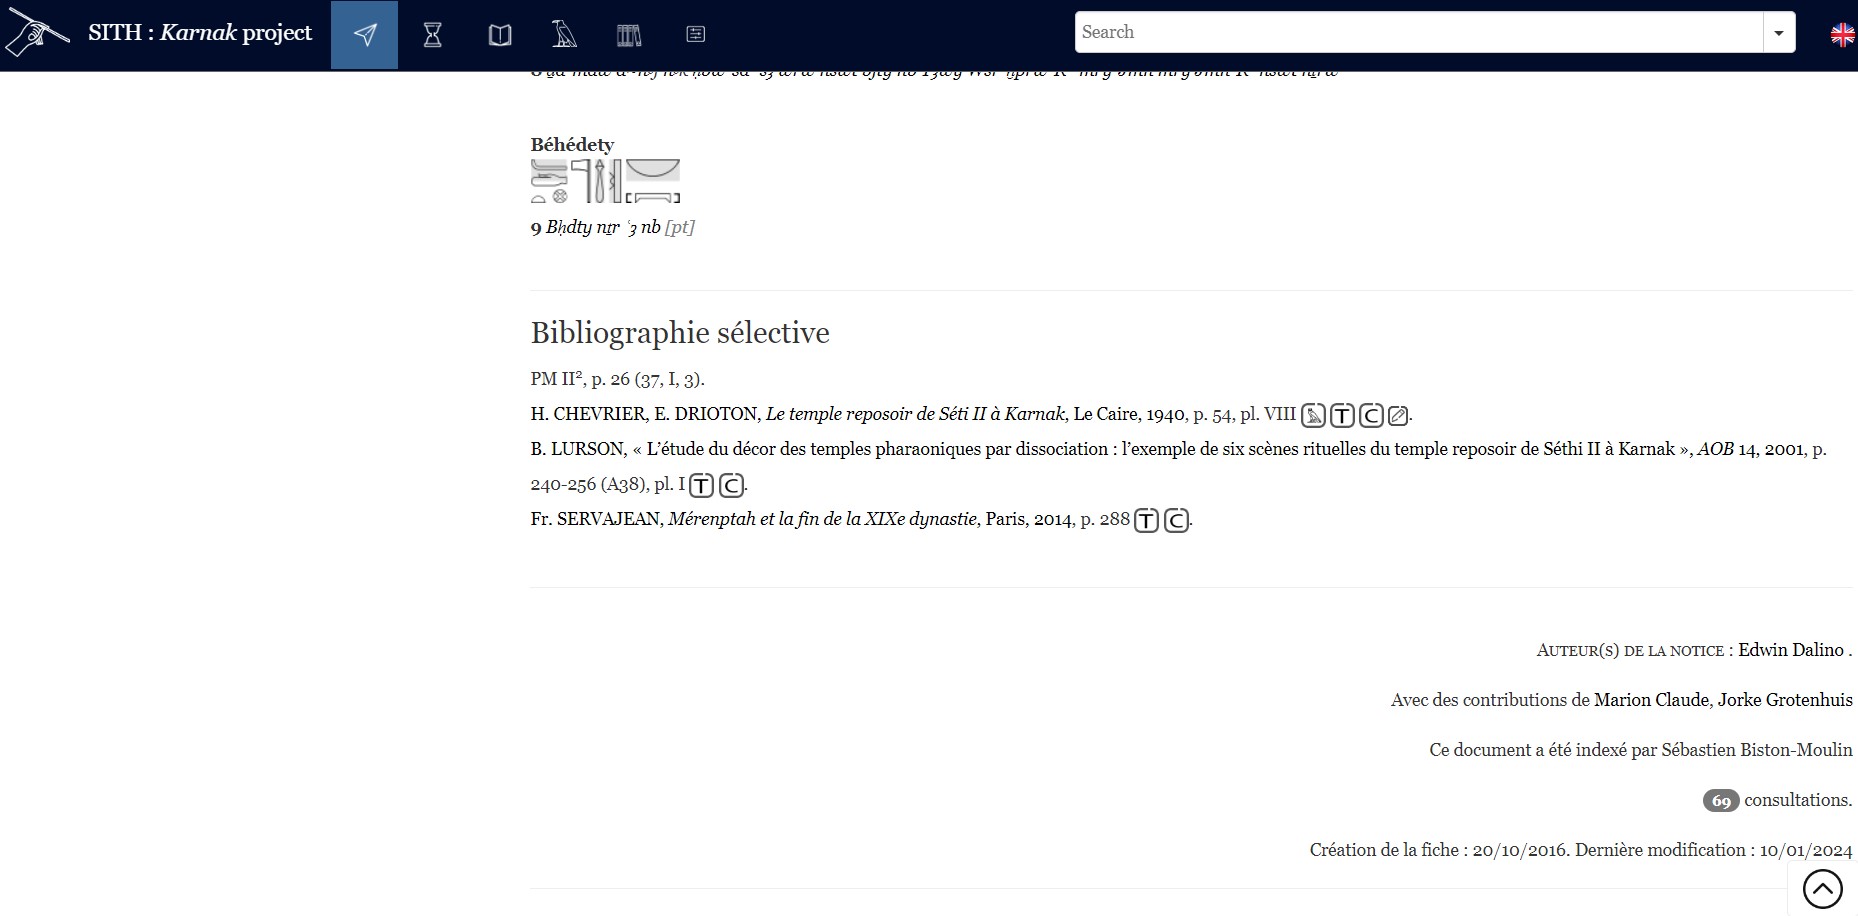 SITH : Karnak project
Search
Béhédety
9 Bḥdty nṯr ꜥꜣ nb [pt]
Bibliographie sélective
PM II², p. 26 (37, I, 3).
H. CHEVRIER, E. DRIOTON, Le temple reposoir de Séti II à Karnak, Le Caire, 1940, p. 54, pl. VIII T C .
B. LURSON, « L’étude du décor des temples pharaoniques par dissociation : l’exemple de six scènes rituelles du temple reposoir de Séthi II à Karnak », AOB 14, 2001, p.
240-256 (A38), pl. I T C.
Fr. SERVAJEAN, Mérenptah et la fin de la XIXe dynastie, Paris, 2014, p. 288 T C.
AUTEUR(S) DE LA NOTICE : Edwin Dalino .
Avec des contributions de Marion Claude, Jorke Grotenhuis
Ce document a été indexé par Sébastien Biston-Moulin
69 consultations.
Création de la fiche : 20/10/2016. Dernière modification : 10/01/2024